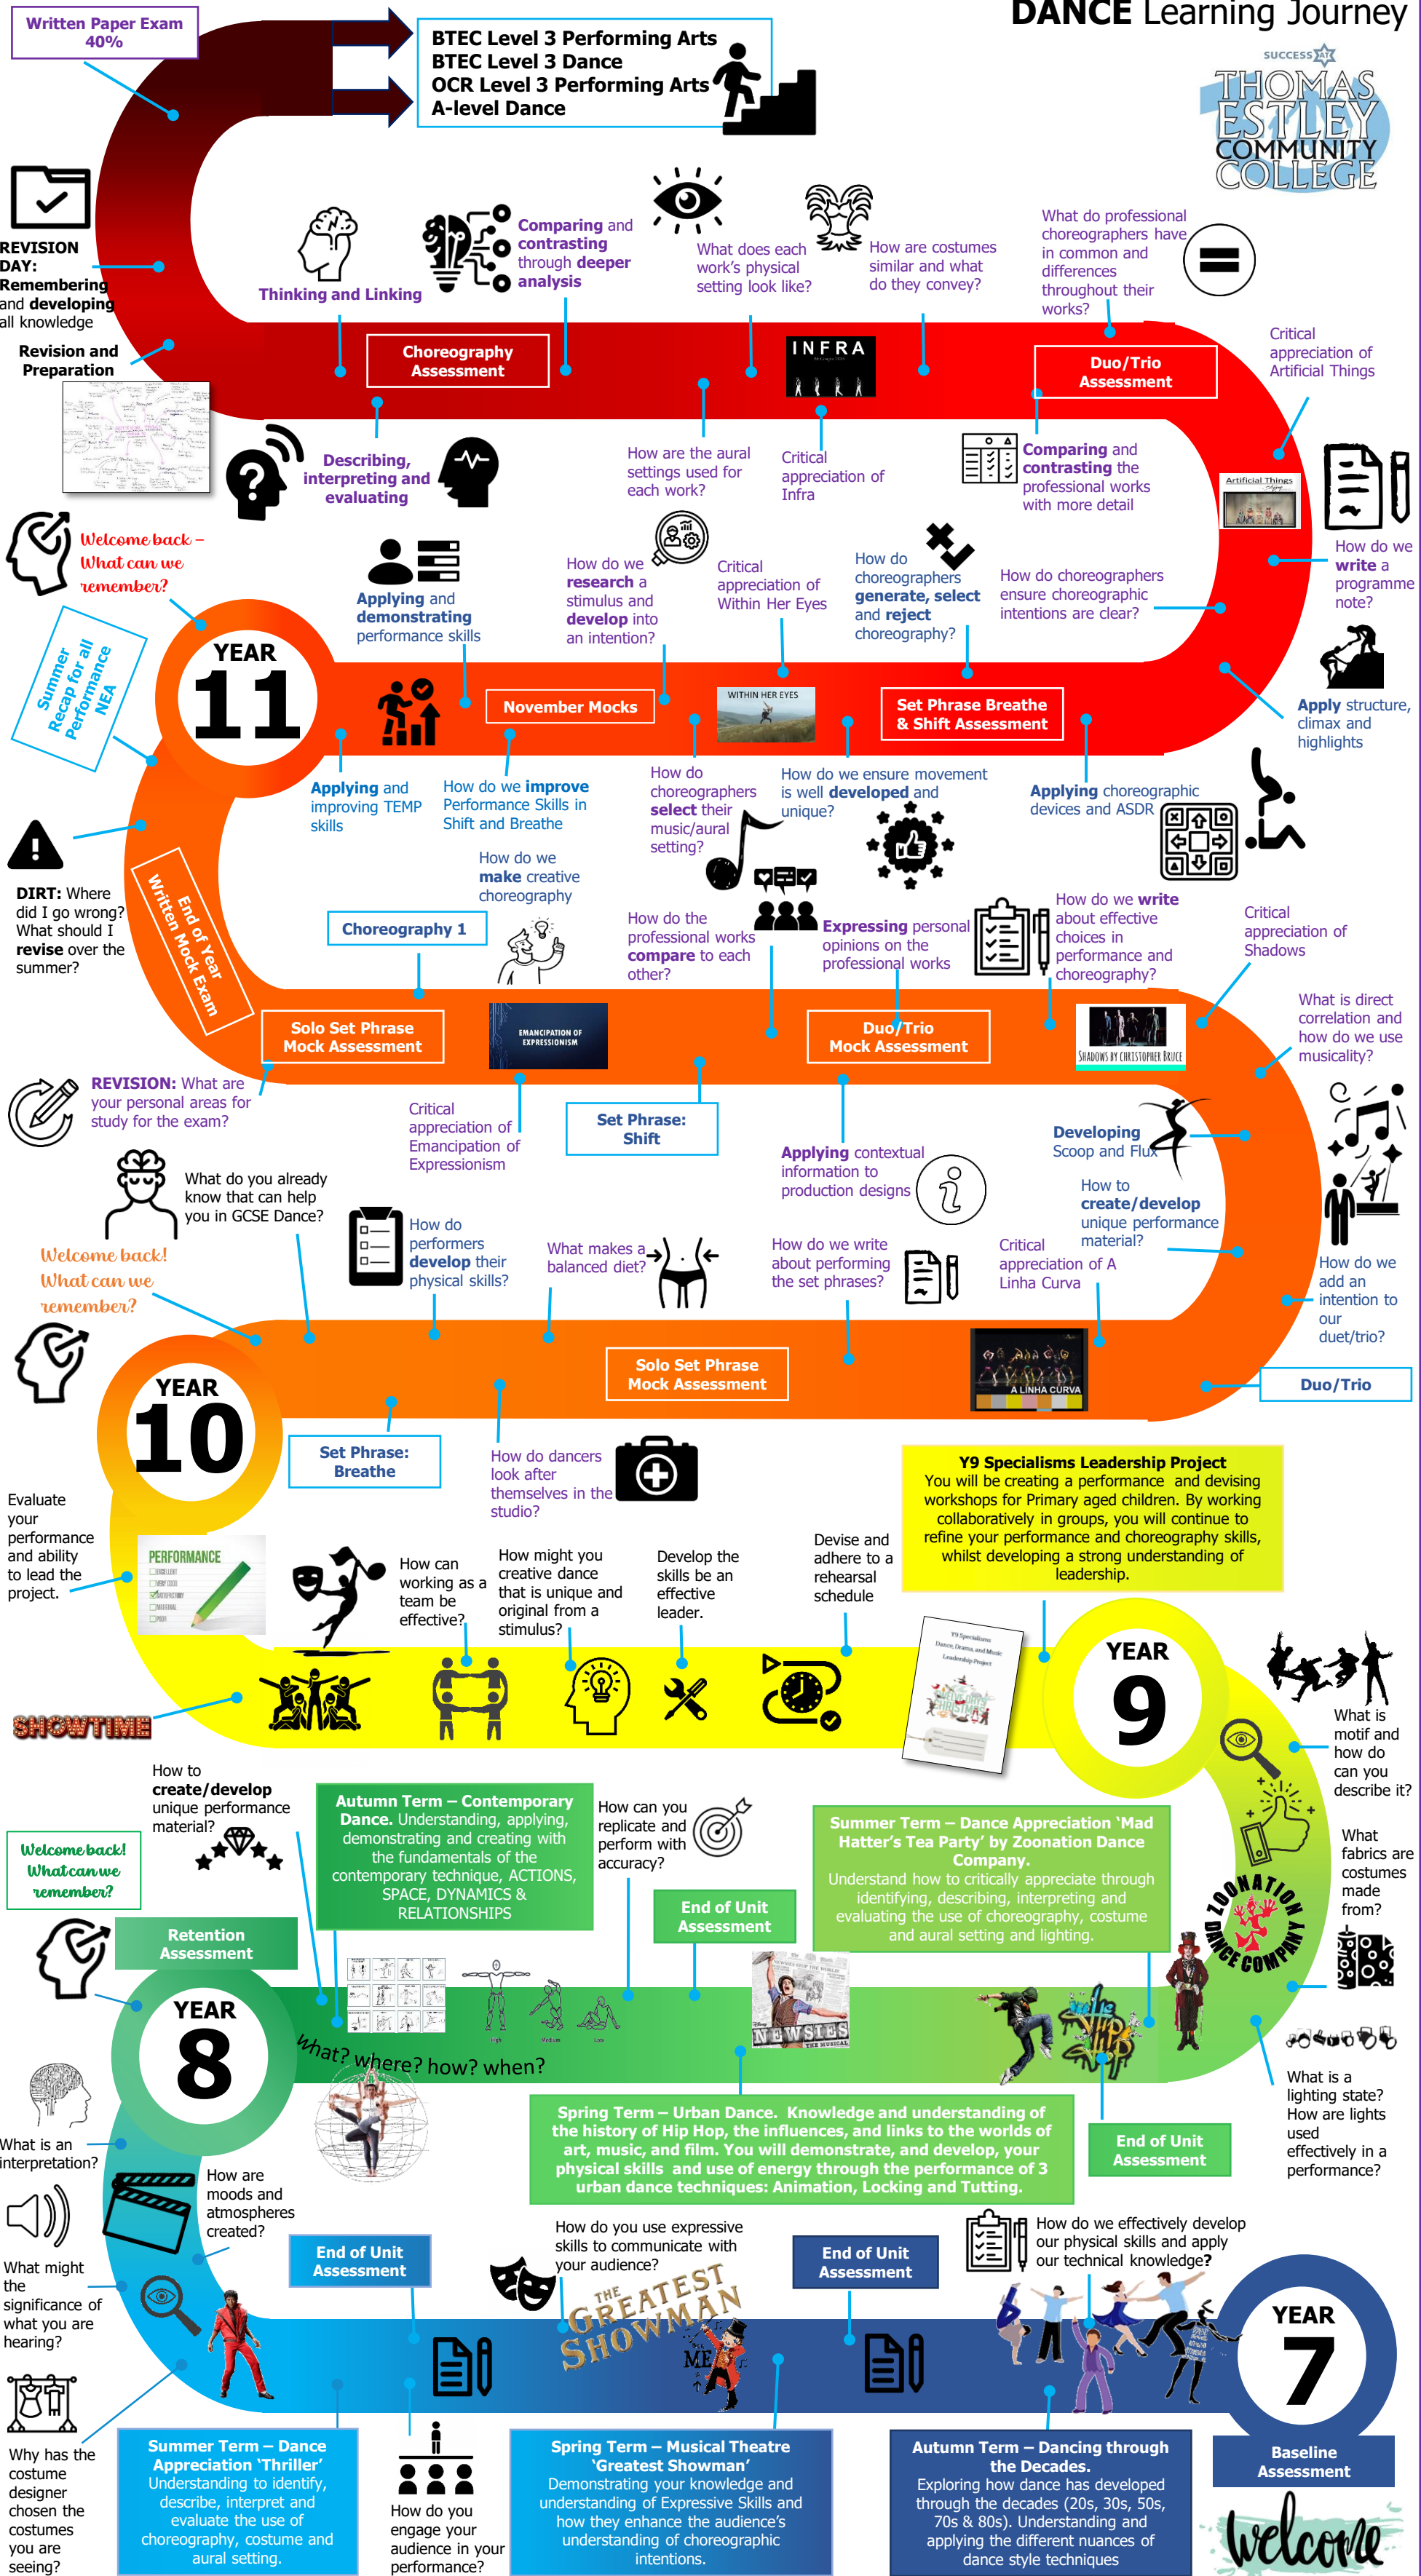 DANCE Learning Journey
Written Paper Exam
40%
BTEC Level 3 Performing Arts
BTEC Level 3 Dance
OCR Level 3 Performing Arts
A-level Dance
SUCCESS AT
THOMAS
ESTLEY
COMMUNITY
COLLEGE
REVISION
DAY:
Remembering
and developing
all knowledge
Revision and
Preparation
Thinking and Linking
Comparing and
contrasting
through deeper
analysis
What does each
work's physical
setting look like?
How are costumes
similar and what
do they convey?
What do professional
choreographers have
in common and
differences
throughout their
works?
Critical
appreciation of
Artificial Things
Choreography
Assessment
INFRA
Duo/Trio
Assessment
Describing,
interpreting and
evaluating
How are the aural
settings used for
each work?
Critical
appreciation of
Infra
Comparing and
contrasting the
professional works
with more detail
Artificial Things
How do we
write a
programme
note?
Welcome back –
What can we
remember?
Applying and
demonstrating
performance skills
How do we
research a
stimulus and
develop into
an intention?
Critical
appreciation of
Within Her Eyes
How do
choreographers
generate, select
and reject
choreography?
How do choreographers
ensure choreographic
intentions are clear?
Apply structure,
climax and
highlights
Summer
Recap for all
Performance
NEA
YEAR
11
November Mocks
WITHIN HER EYES
Set Phrase Breathe
& Shift Assessment
Applying and
improving TEMP
skills
How do we improve
Performance Skills in
Shift and Breathe
How do
choreographers
select their
music/aural
setting?
How do we ensure movement
is well developed and
unique?
Applying choreographic
devices and ASDR
DIRT: Where
did I go wrong?
What should I
revise over the
summer?
End of Year
Written Mock Exam
How do we
make creative
choreography
Choreography 1
How do the
professional works
compare to each
other?
Expressing personal
opinions on the
professional works
How do we write
about effective
choices in
performance and
choreography?
Critical
appreciation of
Shadows
What is direct
correlation and
how do we use
musicality?
Solo Set Phrase
Mock Assessment
EMANCIPATION OF
EXPRESSIONISM
Duo/Trio
Mock Assessment
SHADOWS BY CHRISTOPHER BRUCE
REVISION: What are
your personal areas for
study for the exam?
Critical
appreciation of
Emancipation of
Expressionism
Set Phrase:
Shift
Applying contextual
information to
production designs
Developing
Scoop and Flux
How to
create/develop
unique performance
material?
What do you already
know that can help
you in GCSE Dance?
Welcome back!
What can we
remember?
How do
performers
develop their
physical skills?
What makes a
balanced diet?
How do we write
about performing
the set phrases?
Critical
appreciation of A
Linha Curva
How do we
add an
intention to
our
duet/trio?
YEAR
10
Solo Set Phrase
Mock Assessment
A LINHA CURVA
Duo/Trio
Set Phrase:
Breathe
How do dancers
look after
themselves in the
studio?
Y9 Specialisms Leadership Project
You will be creating a performance and devising
workshops for Primary aged children. By working
collaboratively in groups, you will continue to
refine your performance and choreography skills,
whilst developing a strong understanding of
leadership.
Evaluate
your
performance
and ability
to lead the
project.
PERFORMANCE
EXCELLENT
VERY GOOD
SATISFACTORY
MARGINAL
POOR
How can
working as a
team be
effective?
How might you
creative dance
that is unique and
original from a
stimulus?
Develop the
skills be an
effective
leader.
Devise and
adhere to a
rehearsal
schedule
Y9 Specialisms
Dance, Drama, and Music
Leadership Project
CHRISTMAS
YEAR
9
SHOWTIME
What is
motif and
how do
can you
describe it?
How to
create/develop
unique performance
material?
Autumn Term – Contemporary
Dance. Understanding, applying,
demonstrating and creating with
the fundamentals of the
contemporary technique, ACTIONS,
SPACE, DYNAMICS &
RELATIONSHIPS
How can you
replicate and
perform with
accuracy?
Summer Term – Dance Appreciation 'Mad
Hatter's Tea Party' by Zoonation Dance
Company.
Understand how to critically appreciate through
identifying, describing, interpreting and
evaluating the use of choreography, costume
and aural setting and lighting.
What
fabrics are
costumes
made
from?
Welcome back!
What can we
remember?
Retention
Assessment
End of Unit
Assessment
ZOONATION
DANCE COMPANY
YEAR
8
What? where? how? when?
High
Medium
Low
NEWSIES
THE MUSICAL
Hip Hop
What is a
lighting state?
How are lights
used
effectively in a
performance?
Spring Term – Urban Dance. Knowledge and understanding of
the history of Hip Hop, the influences, and links to the worlds of
art, music, and film. You will demonstrate, and develop, your
physical skills and use of energy through the performance of 3
urban dance techniques: Animation, Locking and Tutting.
End of Unit
Assessment
What is an
interpretation?
How are
moods and
atmospheres
created?
What might
the
significance of
what you are
hearing?
End of Unit
Assessment
How do you use expressive
skills to communicate with
your audience?
THE
GREATEST
SHOWMAN
ME
End of Unit
Assessment
How do we effectively develop
our physical skills and apply
our technical knowledge?
YEAR
7
Why has the
costume
designer
chosen the
costumes
you are
seeing?
Summer Term – Dance
Appreciation 'Thriller'
Understanding to identify,
describe, interpret and
evaluate the use of
choreography, costume and
aural setting.
How do you
engage your
audience in your
performance?
Spring Term – Musical Theatre
'Greatest Showman'
Demonstrating your knowledge and
understanding of Expressive Skills and
how they enhance the audience's
understanding of choreographic
intentions.
Autumn Term – Dancing through
the Decades.
Exploring how dance has developed
through the decades (20s, 30s, 50s,
70s & 80s). Understanding and
applying the different nuances of
dance style techniques
Baseline
Assessment
welcome